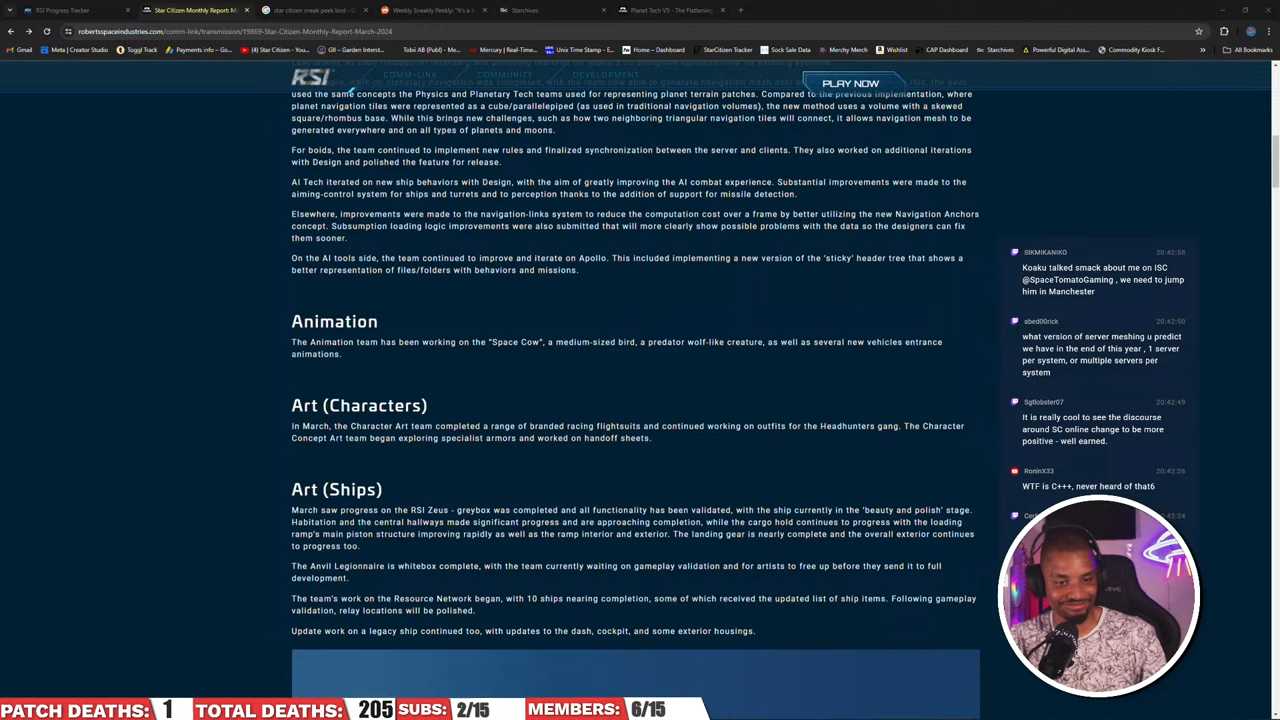 RSI Progress Tracker
Star Citizen Monthly Report: M
star citizen sneak peek bird - G
Weekly Sneakly Peekly: "It's a
Starchives
Planet Tech V5 - The Flattening
robertsspaceindustries.com/comm-link/transmission/19869-Star-Citizen-Monthly-Report-March-2024
Gmail
Meta | Creator Studio
Toggl Track
(4) Star Citizen - You...
GIL – Garden Interst...
Tobii AB (Publ) - Me...
Mercury | Real-Time...
Unix Time Stamp - E...
Home – Dashboard
StarCitizen Tracker
Sock Sale Data
Merchy Merch
Wishlist
CAP Dashboard
Starchives
Powerful Digital Ass...
Commodity Kiosk F...
All Bookmarks
RSI
COMM-LINK
COMMUNITY
DEVELOPMENT
PLAY NOW
used the same concepts the Physics and Planetary Tech teams used for representing planet terrain patches. Compared to the previous implementation, where
planet navigation tiles were represented as a cube/parallelepiped (as used in traditional navigation volumes), the new method uses a volume with a skewed
square/rhombus base. While this brings new challenges, such as how two neighboring triangular navigation tiles will connect, it allows navigation mesh to be
generated everywhere and on all types of planets and moons.
For boids, the team continued to implement new rules and finalized synchronization between the server and clients. They also worked on additional iterations
with Design and polished the feature for release.
AI Tech iterated on new ship behaviors with Design, with the aim of greatly improving the AI combat experience. Substantial improvements were made to the
aiming-control system for ships and turrets and to perception thanks to the addition of support for missile detection.
Elsewhere, improvements were made to the navigation-links system to reduce the computation cost over a frame by better utilizing the new Navigation Anchors
concept. Subsumption loading logic improvements were also submitted that will more clearly show possible problems with the data so the designers can fix
them sooner.
On the AI tools side, the team continued to improve and iterate on Apollo. This included implementing a new version of the 'sticky' header tree that shows a
better representation of files/folders with behaviors and missions.
Animation
The Animation team has been working on the "Space Cow", a medium-sized bird, a predator wolf-like creature, as well as several new vehicles entrance
animations.
Art (Characters)
In March, the Character Art team completed a range of branded racing flightsuits and continued working on outfits for the Headhunters gang. The Character
Concept Art team began exploring specialist armors and worked on handoff sheets.
Art (Ships)
March saw progress on the RSI Zeus - greybox was completed and all functionality has been validated, with the ship currently in the 'beauty and polish' stage.
Habitation and the central hallways made significant progress and are approaching completion, while the cargo hold continues to progress with the loading
ramp's main piston structure improving rapidly as well as the ramp interior and exterior. The landing gear is nearly complete and the overall exterior continues
to progress too.
The Anvil Legionnaire is whitebox complete, with the team currently waiting on gameplay validation and for artists to free up before they send it to full
development.
The team's work on the Resource Network began, with 10 ships nearing completion, some of which received the updated list of ship items. Following gameplay
validation, relay locations will be polished.
Update work on a legacy ship continued too, with updates to the dash, cockpit, and some exterior housings.
SIKMIKANIKO 20:42:58
Koaku talked smack about me on ISC
@SpaceTomatoGaming , we need to jump
him in Manchester
abed00rick 20:42:50
what version of server meshing u predict
we have in the end of this year , 1 server
per system, or multiple servers per
system
Sgtlobster07 20:42:49
It is really cool to see the discourse
around SC online change to be more
positive - well earned.
RoninX33 20:42:26
WTF is C+++, never heard of that6
20:42:24
PATCH DEATHS: 1
TOTAL DEATHS: 205
SUBS: 2/15
MEMBERS: 6/15